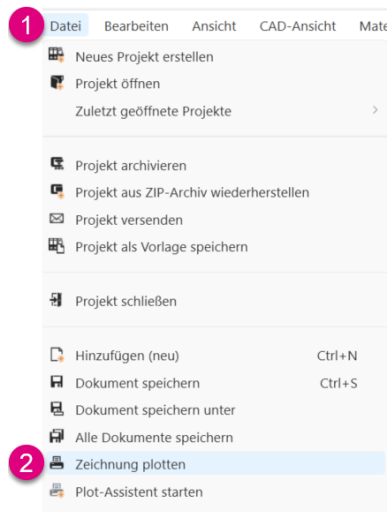 1 Datei Bearbeiten Ansicht CAD-Ansicht Mate
Neues Projekt erstellen
Projekt öffnen
Zuletzt geöffnete Projekte
Projekt archivieren
Projekt aus ZIP-Archiv wiederherstellen
Projekt versenden
Projekt als Vorlage speichern
Projekt schließen
Hinzufügen (neu) Ctrl+N
Dokument speichern Ctrl+S
Dokument speichern unter
Alle Dokumente speichern
2 Zeichnung plotten
Plot-Assistent starten